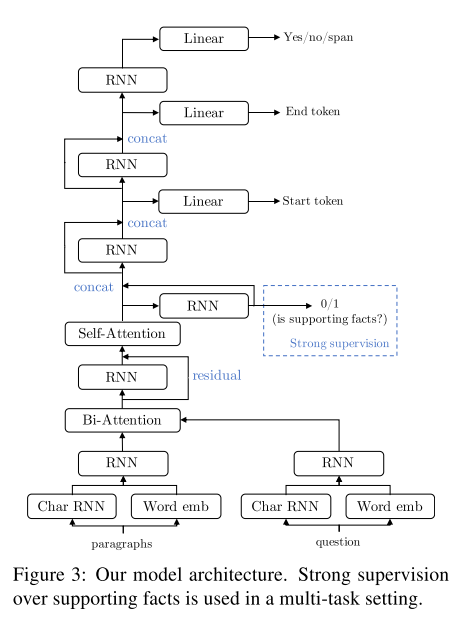 Linear
Yes/no/span
RNN
Linear
End token
concat
RNN
Linear
Start token
concat
RNN
concat
RNN
0/1
(is supporting facts?)
Strong supervision
Self-Attention
RNN
residual
Bi-Attention
RNN
RNN
Char RNN
Word emb
Char RNN
Word emb
paragraphs
question
Figure 3: Our model architecture. Strong supervision
over supporting facts is used in a multi-task setting.